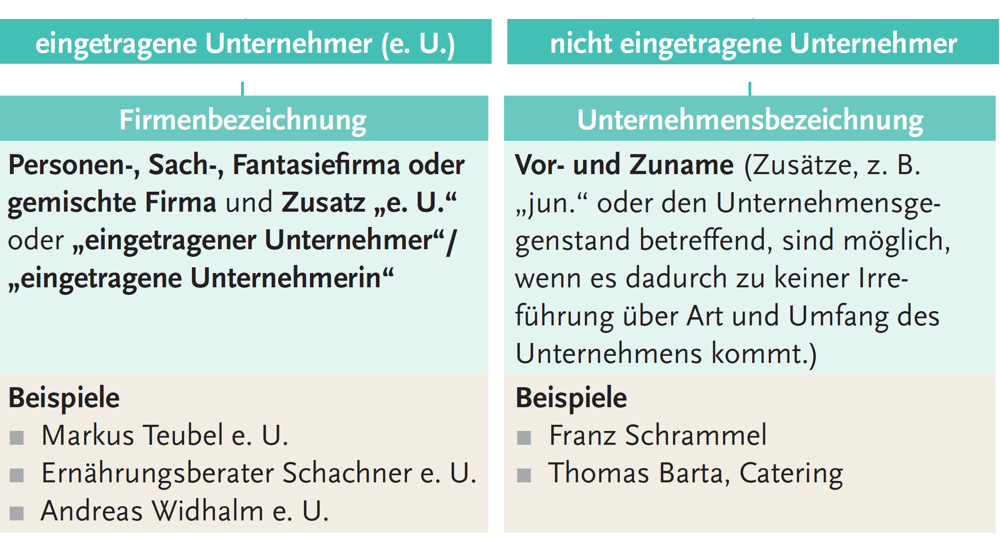 eingetragene Unternehmer (e. U.)
Firmenbezeichnung
Personen-, Sach-, Fantasiefirma oder
gemischte Firma und Zusatz „e. U.“
oder „eingetragener Unternehmer“/
„eingetragene Unternehmerin“
Beispiele
■ Markus Teubel e. U.
■ Ernährungsberater Schachner e. U.
■ Andreas Widhalm e. U.
nicht eingetragene Unternehmer
Unternehmensbezeichnung
Vor- und Zuname (Zusätze, z. B.
„jun.“ oder den Unternehmensge-
genstand betreffend, sind möglich,
wenn es dadurch zu keiner Irre-
führung über Art und Umfang des
Unternehmens kommt.)
Beispiele
■ Franz Schrammel
■ Thomas Barta, Catering